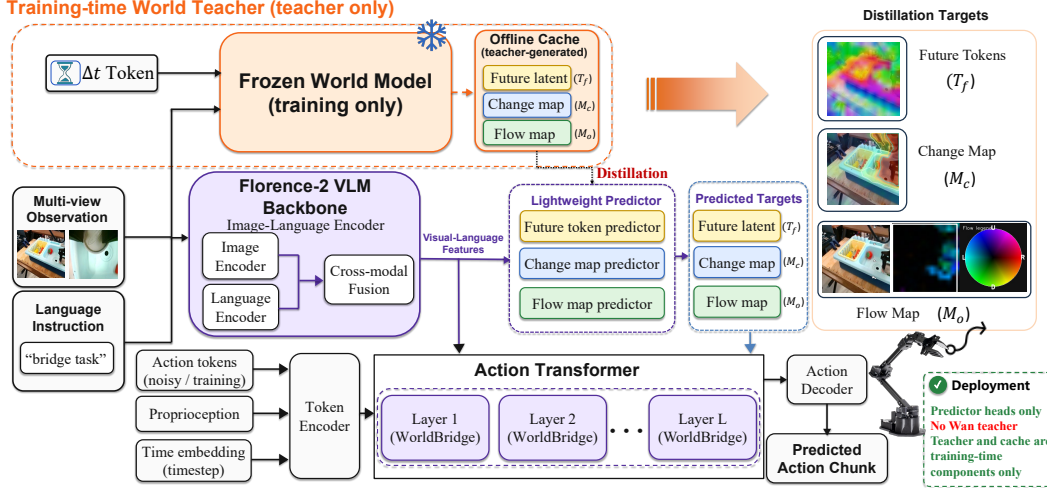 Training-time World Teacher (teacher only)
Δt Token
Frozen World Model
(training only)
Offline Cache
(teacher-generated)
Future latent (T_f)
Change map (M_c)
Flow map (M_o)
Distillation Targets
Future Tokens
(T_f)
Change Map
(M_c)
Flow legend
U
L
R
D
Flow Map (M_o)
Multi-view
Observation
Language
Instruction
“bridge task”
Florence-2 VLM
Backbone
Image-Language Encoder
Image
Encoder
Language
Encoder
Cross-modal
Fusion
Visual-Language
Features
Distillation
Lightweight Predictor
Future token predictor
Change map predictor
Flow map predictor
Predicted Targets
Future latent (T_f)
Change map (M_c)
Flow map (M_o)
Action tokens
(noisy / training)
Proprioception
Time embedding
(timestep)
Token
Encoder
Action Transformer
Layer 1
(WorldBridge)
Layer 2
(WorldBridge)
• • •
Layer L
(WorldBridge)
Action
Decoder
Predicted
Action Chunk
Deployment
Predictor heads only
No Wan teacher
Teacher and cache are
training-time
components only